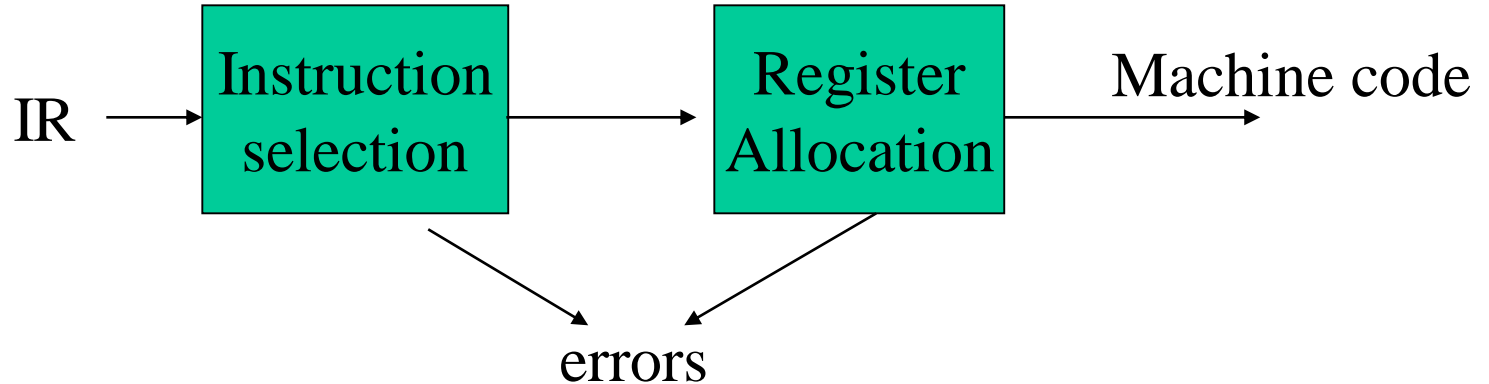 IR
Instruction
selection
Register
Allocation
Machine code
errors